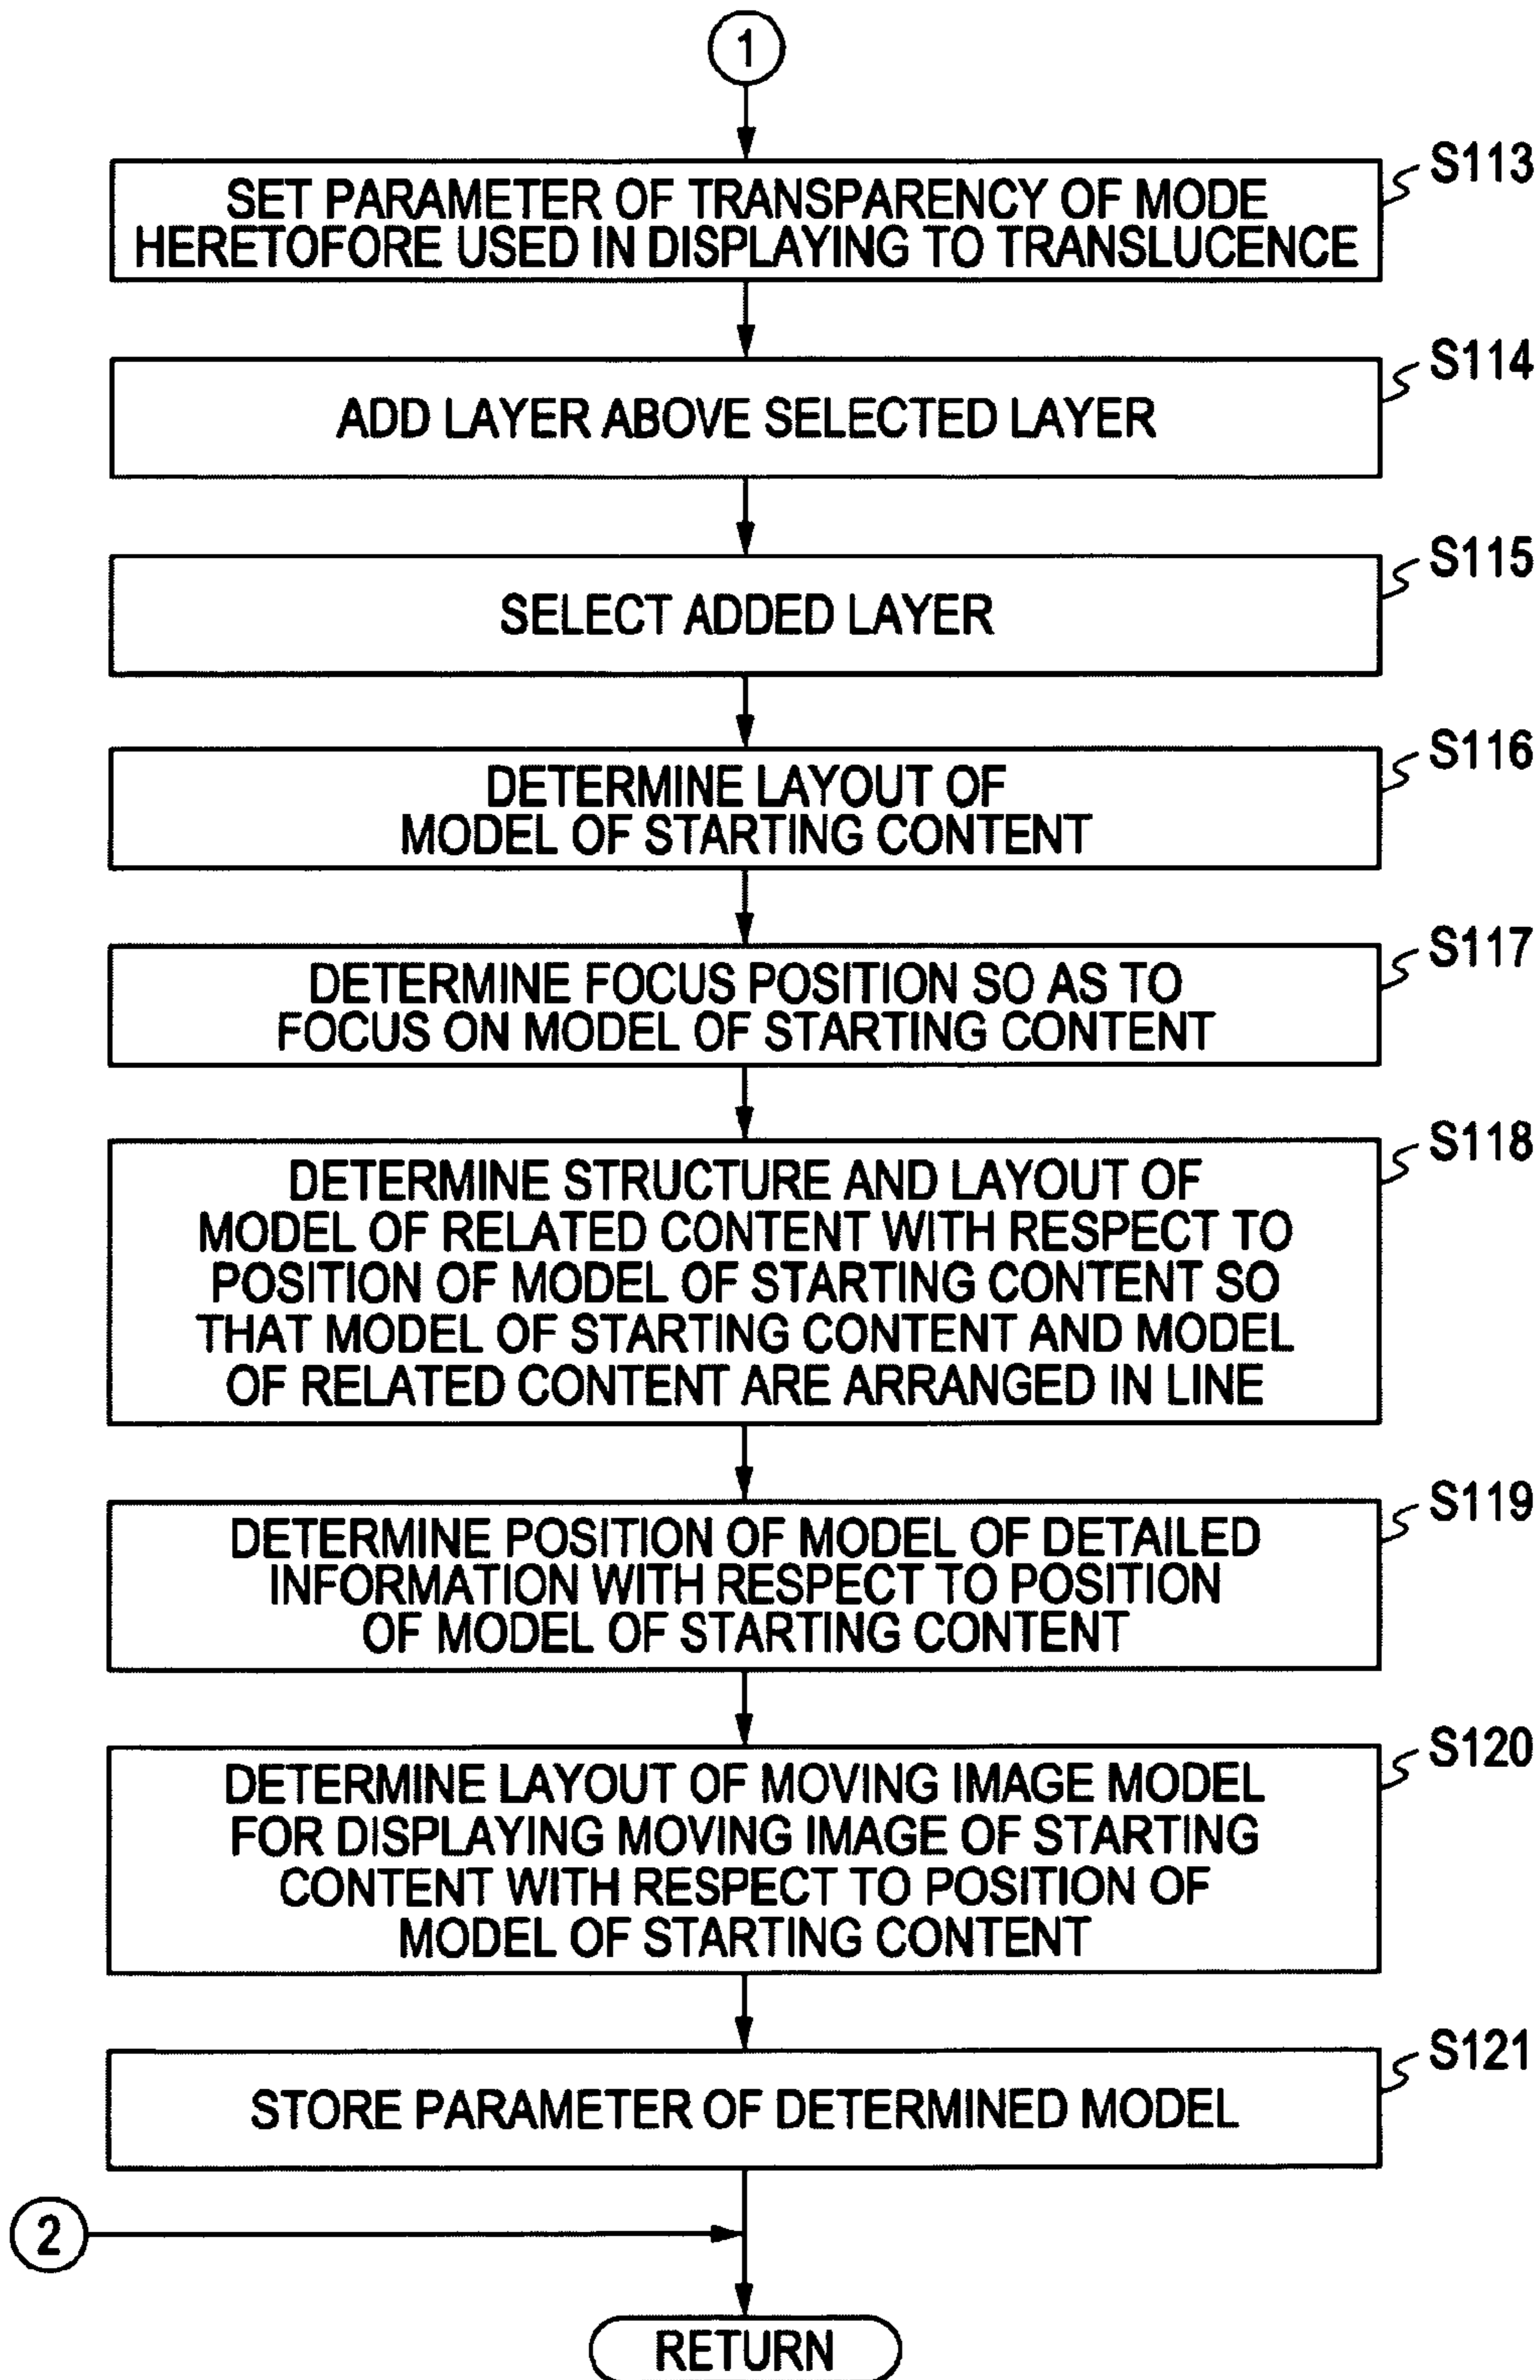 1
S113
SET PARAMETER OF TRANSPARENCY OF MODE
HERETOFORE USED IN DISPLAYING TO TRANSLUCENCE
S114
ADD LAYER ABOVE SELECTED LAYER
S115
SELECT ADDED LAYER
S116
DETERMINE LAYOUT OF
MODEL OF STARTING CONTENT
S117
DETERMINE FOCUS POSITION SO AS TO
FOCUS ON MODEL OF STARTING CONTENT
S118
DETERMINE STRUCTURE AND LAYOUT OF
MODEL OF RELATED CONTENT WITH RESPECT TO
POSITION OF MODEL OF STARTING CONTENT SO
THAT MODEL OF STARTING CONTENT AND MODEL
OF RELATED CONTENT ARE ARRANGED IN LINE
S119
DETERMINE POSITION OF MODEL OF DETAILED
INFORMATION WITH RESPECT TO POSITION
OF MODEL OF STARTING CONTENT
S120
DETERMINE LAYOUT OF MOVING IMAGE MODEL
FOR DISPLAYING MOVING IMAGE OF STARTING
CONTENT WITH RESPECT TO POSITION OF
MODEL OF STARTING CONTENT
S121
STORE PARAMETER OF DETERMINED MODEL
2
RETURN